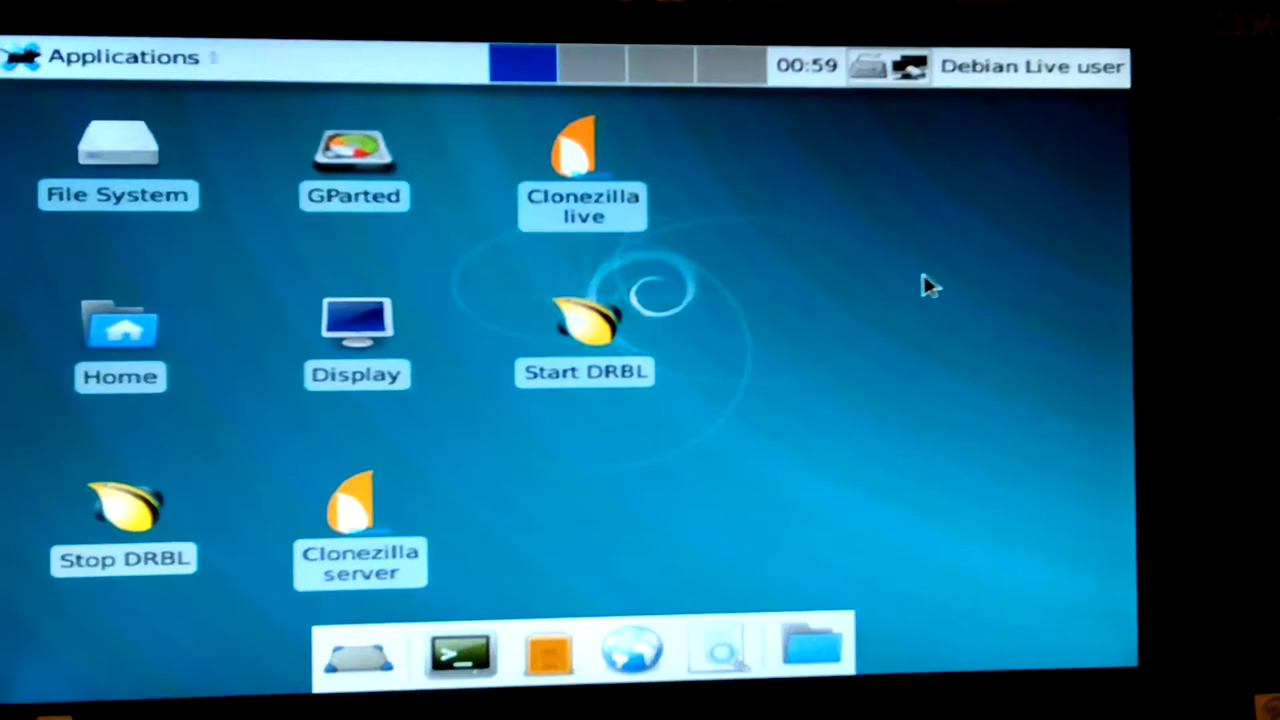 Applications
00:59
Debian Live user
File System
GParted
Clonezilla
live
Home
Display
Start DRBL
Stop DRBL
Clonezilla
server